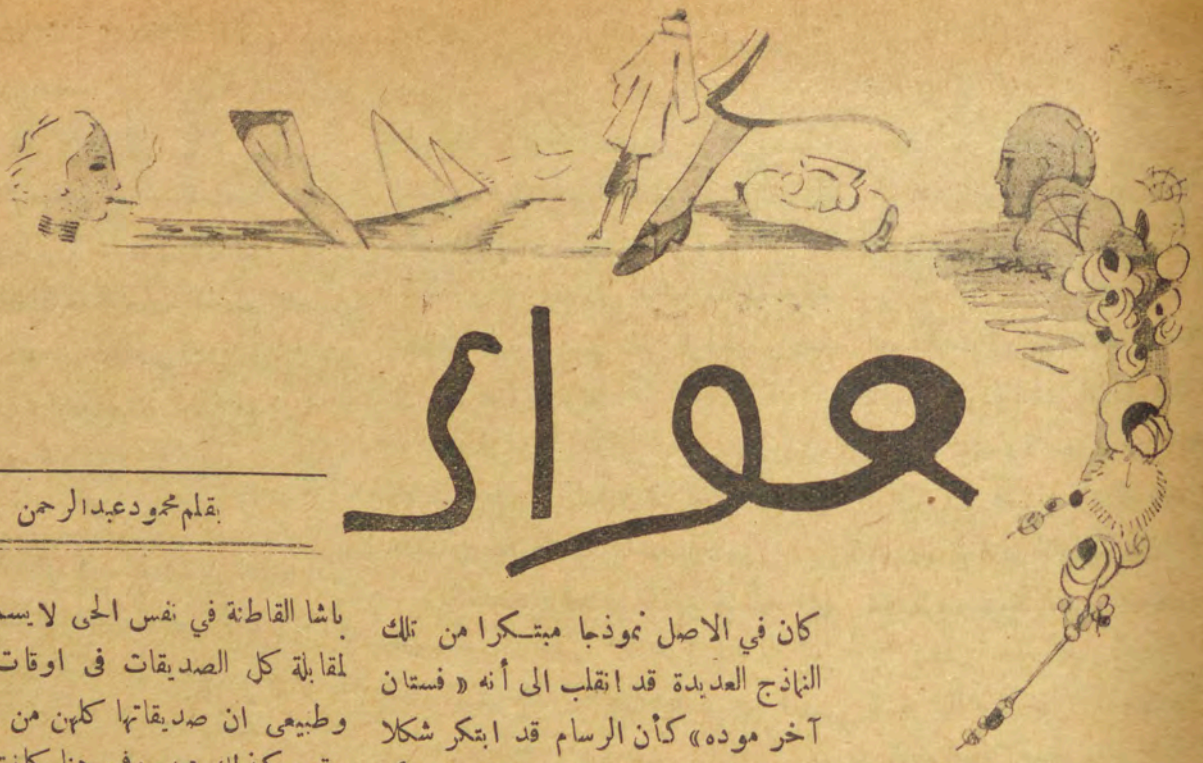 هوائ
بقلم محمود عبد الرحمن
كان في الاصل نموذجا مبتكرا من تلك
النماذج العديدة قد انقلب الى أنه « فستان
آخر موده» كأن الرسام قد ابتكر شكلا
باشا القاطنة في نفس الحى لا يسم
لمقابلة كل الصديقات فى اوقات
وطبيعى ان صديقاتها كلهن من